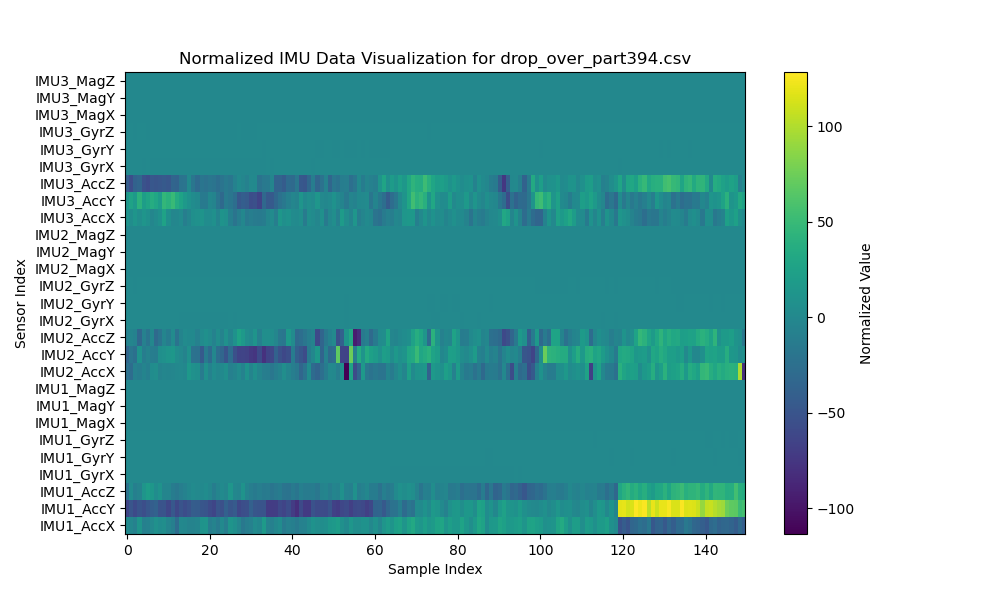 Normalized IMU Data Visualization for drop_over_part394.csv
IMU3_MagZ
IMU3_MagY
IMU3_MagX
IMU3_GyrZ
IMU3_GyrY
IMU3_GyrX
IMU3_AccZ
IMU3_AccY
IMU3_AccX
IMU2_MagZ
IMU2_MagY
IMU2_MagX
IMU2_GyrZ
IMU2_GyrY
IMU2_GyrX
IMU2_AccZ
IMU2_AccY
IMU2_AccX
IMU1_MagZ
IMU1_MagY
IMU1_MagX
IMU1_GyrZ
IMU1_GyrY
IMU1_GyrX
IMU1_AccZ
IMU1_AccY
IMU1_AccX
Sensor Index
0 20 40 60 80 100 120 140
Sample Index
100
50
0
−50
−100
Normalized Value